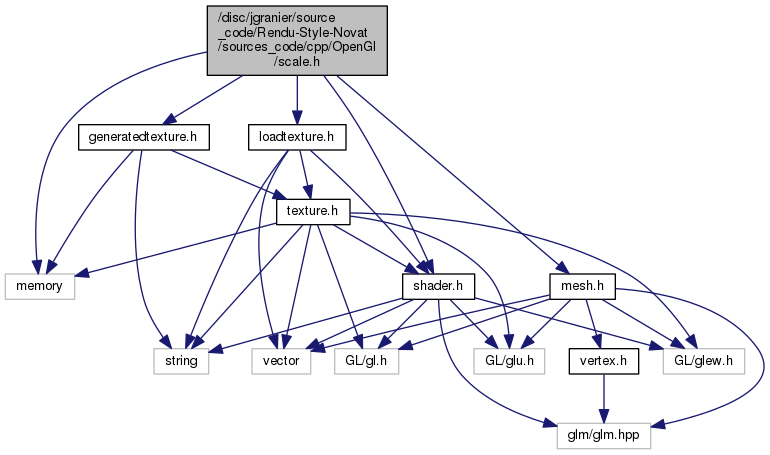 /disc/jgranier/source
_code/Rendu-Style-Novat
/sources_code/cpp/OpenGl
/scale.h
generatedtexture.h
loadtexture.h
texture.h
memory
shader.h
mesh.h
string
vector
GL/gl.h
GL/glu.h
vertex.h
GL/glew.h
glm/glm.hpp